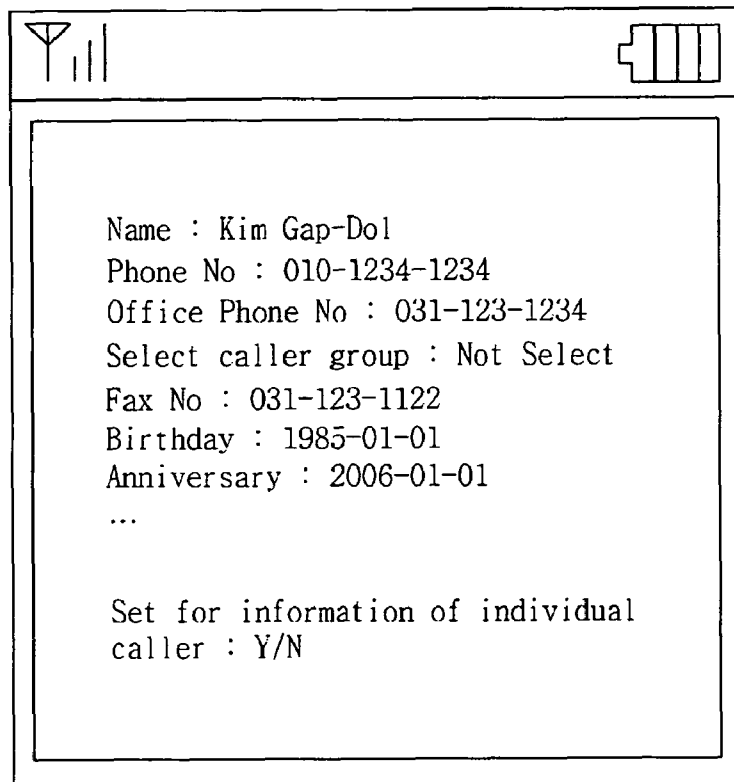 Name : Kim Gap-Dol
Phone No : 010-1234-1234
Office Phone No : 031-123-1234
Select caller group : Not Select
Fax No : 031-123-1122
Birthday : 1985-01-01
Anniversary : 2006-01-01
...
Set for information of individual
caller : Y/N